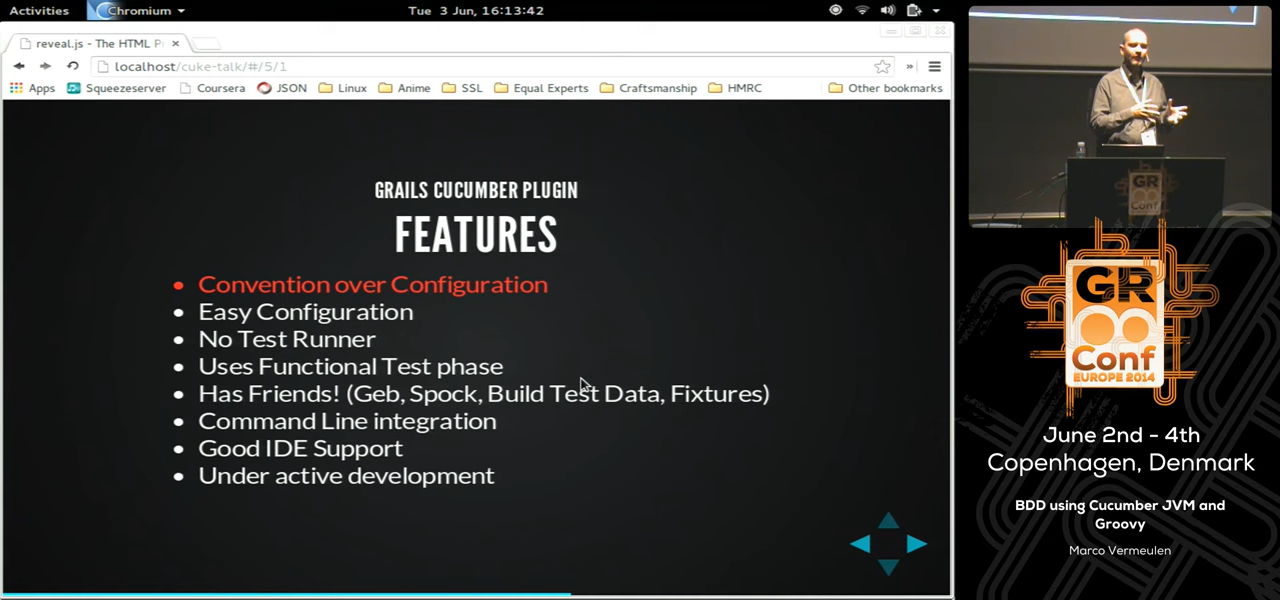 Activities
Chromium
Tue 3 Jun, 16:13:42
reveal.js - The HTML P
localhost/cuke-talk/#/5/1
Apps
Squeezeserver
Coursera
JSON
Linux
Anime
SSL
Equal Experts
Craftsmanship
HMRC
Other bookmarks
GRAILS CUCUMBER PLUGIN
FEATURES
Convention over Configuration
Easy Configuration
No Test Runner
Uses Functional Test phase
Has Friends! (Geb, Spock, Build Test Data, Fixtures)
Command Line integration
Good IDE Support
Under active development
GR
Conf
GR
Conf
EUROPE 2014
June 2nd - 4th
Copenhagen, Denmark
BDD using Cucumber JVM and
Groovy
Marco Vermeulen